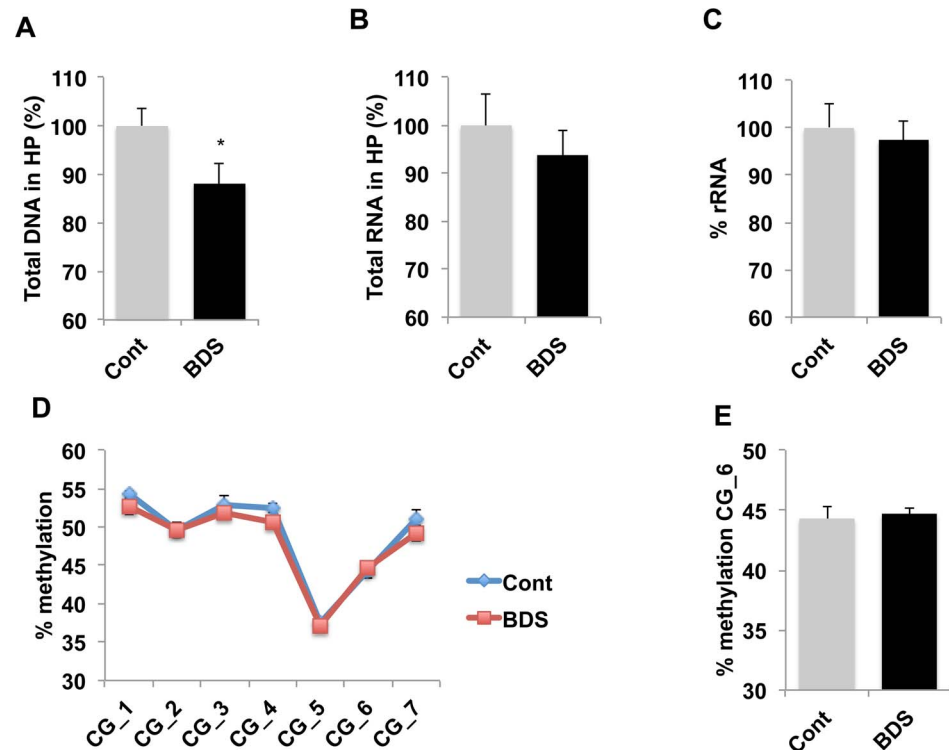 A
Total DNA in HP (%)
110
100
90
80
70
60
*
Cont
BDS
B
Total RNA in HP (%)
110
100
90
80
70
60
Cont
BDS
C
% rRNA
110
100
90
80
70
60
Cont
BDS
D
% methylation
60
55
50
45
40
35
30
CG_1
CG_2
CG_3
CG_4
CG_5
CG_6
CG_7
Cont
BDS
E
% methylation CG_6
50
45
40
35
30
Cont
BDS